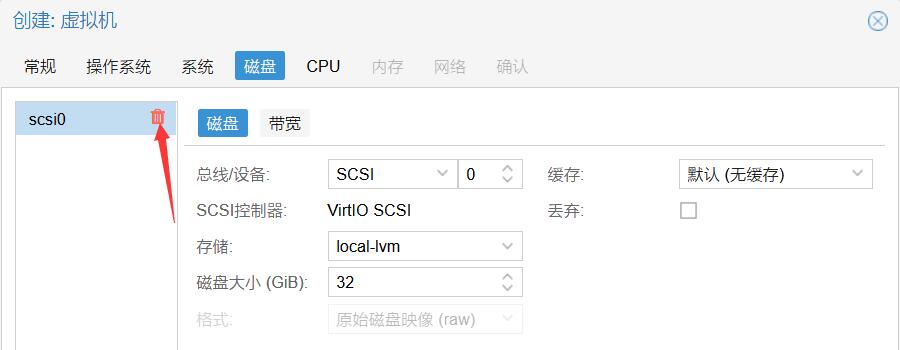 创建: 虚拟机
常规 操作系统 系统 磁盘 CPU 内存 网络 确认
scsi0
磁盘 带宽
总线/设备: SCSI 0 缓存: 默认 (无缓存)
SCSI控制器: VirtIO SCSI 丢弃:
存储: local-lvm
磁盘大小 (GiB): 32
格式: 原始磁盘映像 (raw)